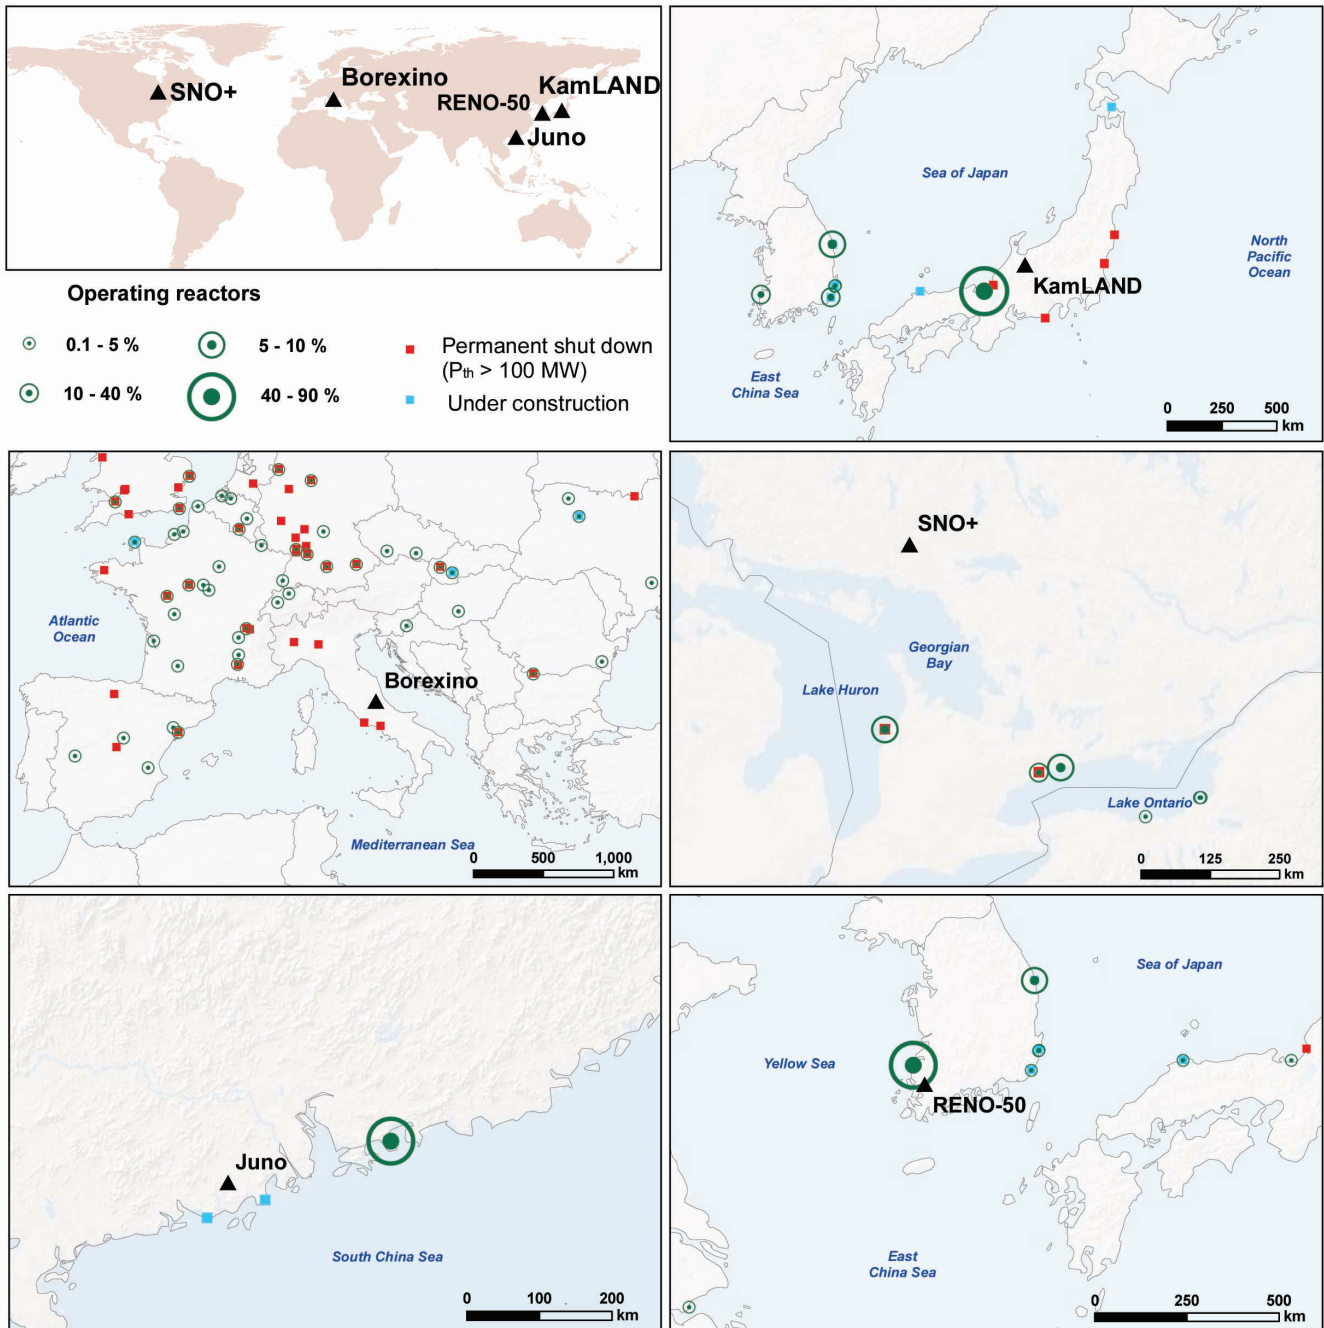 SNO+
Borexino
KamLAND
RENO-50
Juno
Operating reactors
0.1 - 5 %
5 - 10 %
10 - 40 %
40 - 90 %
Permanent shut down
(Pth > 100 MW)
Under construction
Sea of Japan
North
Pacific
Ocean
KamLAND
East
China Sea
0 250 500
km
Atlantic
Ocean
Borexino
Mediterranean Sea
0 500 1,000
km
SNO+
Georgian
Bay
Lake Huron
Lake Ontario
0 125 250
km
Juno
South China Sea
0 100 200
km
Sea of Japan
Yellow Sea
RENO-50
East
China Sea
0 250 500
km